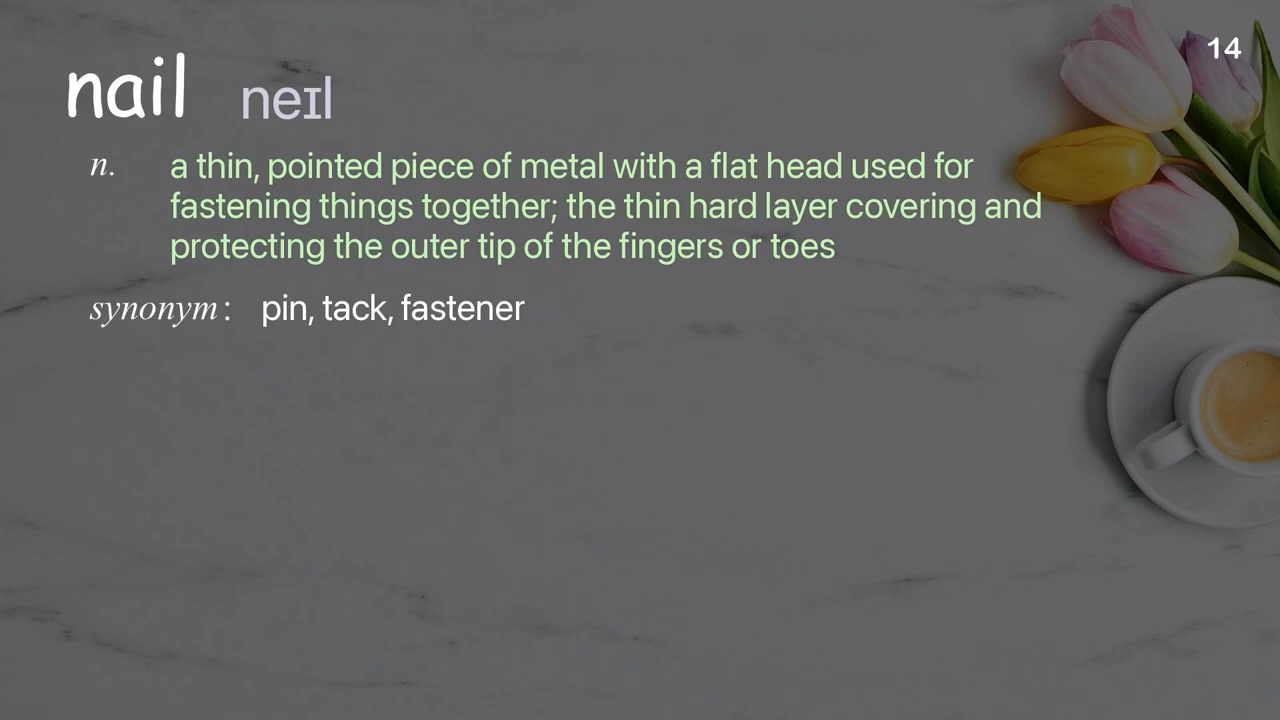 14
nail neɪl
n. a thin, pointed piece of metal with a flat head used for
fastening things together; the thin hard layer covering and
protecting the outer tip of the fingers or toes
synonym: pin, tack, fastener